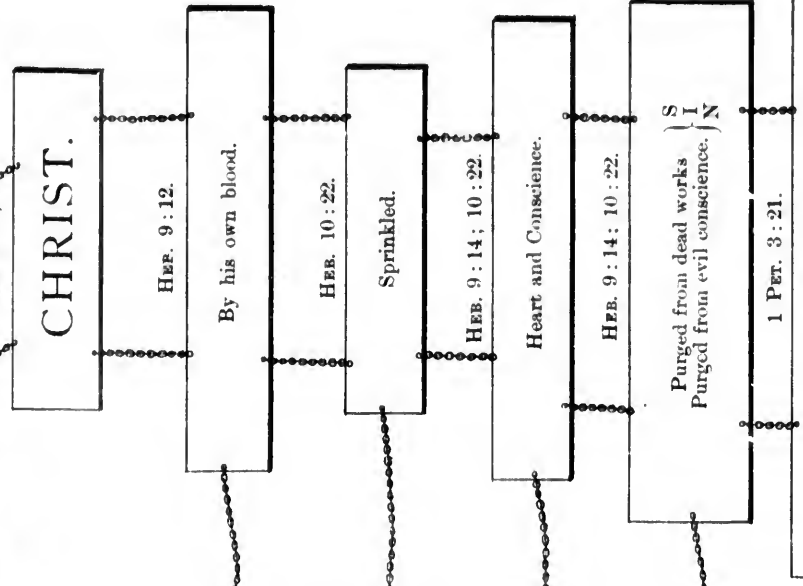 CHRIST.
HEB. 9:12.
By his own blood.
HEB. 10:22.
Sprinkled.
HEB. 9:14; 10:22.
Heart and Conscience.
HEB. 9:14; 10:22.
Purged from dead works
Purged from evil conscience.
} SIN
1 PET. 3:21.